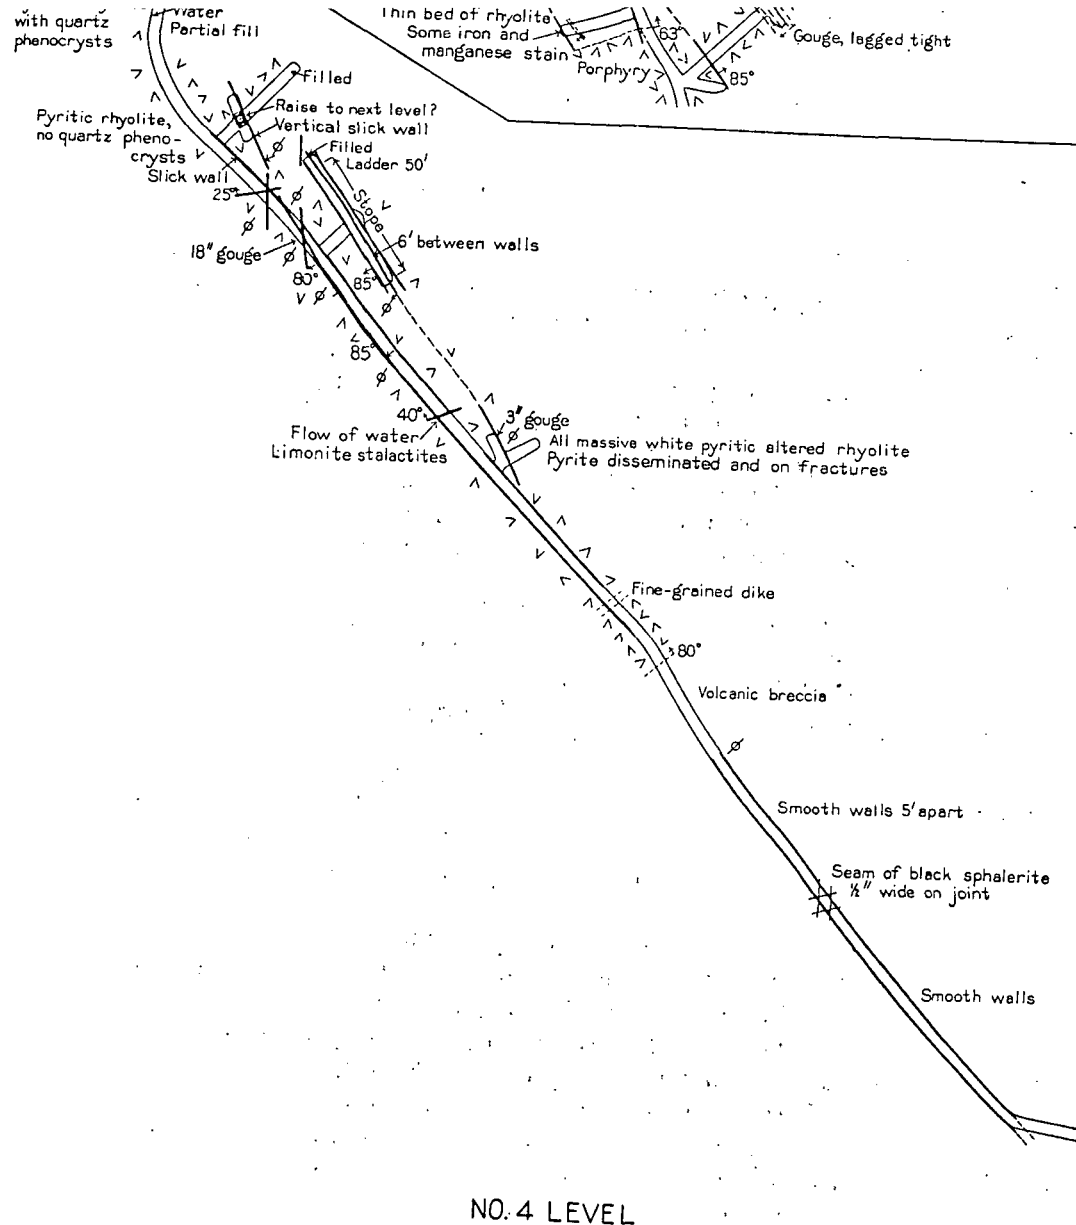 with quartz
phenocrysts
Water
Partial fill
Thin bed of rhyolite
Some iron and
manganese stain
63°
Porphyry
85°
Gouge, lagged tight
Filled
Raise to next level?
Vertical slick wall
Pyritic rhyolite,
no quartz pheno-
crysts
Slick wall
25°
Filled
Ladder 50'
Stope
6' between walls
18" gouge
80°
85°
85°
40°
3" gouge
Flow of water
Limonite stalactites
All massive white pyritic altered rhyolite
Pyrite disseminated and on fractures
Fine-grained dike
80°
Volcanic breccia
Smooth walls 5' apart
Seam of black sphalerite
½" wide on joint
Smooth walls
NO. 4 LEVEL